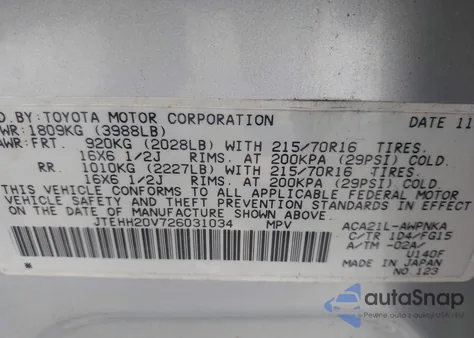 D BY: TOYOTA MOTOR CORPORATION DATE 11
WR: 1809KG (3988LB)
AWR: FRT. 920KG (2028LB) WITH 215/70R16 TIRES.
16X6 1/2J RIMS. AT 200KPA (29PSI) COLD.
RR. 1010KG (2227LB) WITH 215/70R16 TIRES.
16X6 1/2J RIMS. AT 200KPA (29PSI) COLD.
THIS VEHICLE CONFORMS TO ALL APPLICABLE FEDERAL MOTOR
VEHICLE SAFETY AND THEFT PREVENTION STANDARDS IN EFFECT
ON THE DATE OF MANUFACTURE SHOWN ABOVE.
JTEHH20V726031034 MPV
ACA21L-AWPNKA
C/TR 1D4/FG15
A/TM -02A/
U140F
MADE IN JAPAN
NO.123
autoSnap
by Carfast